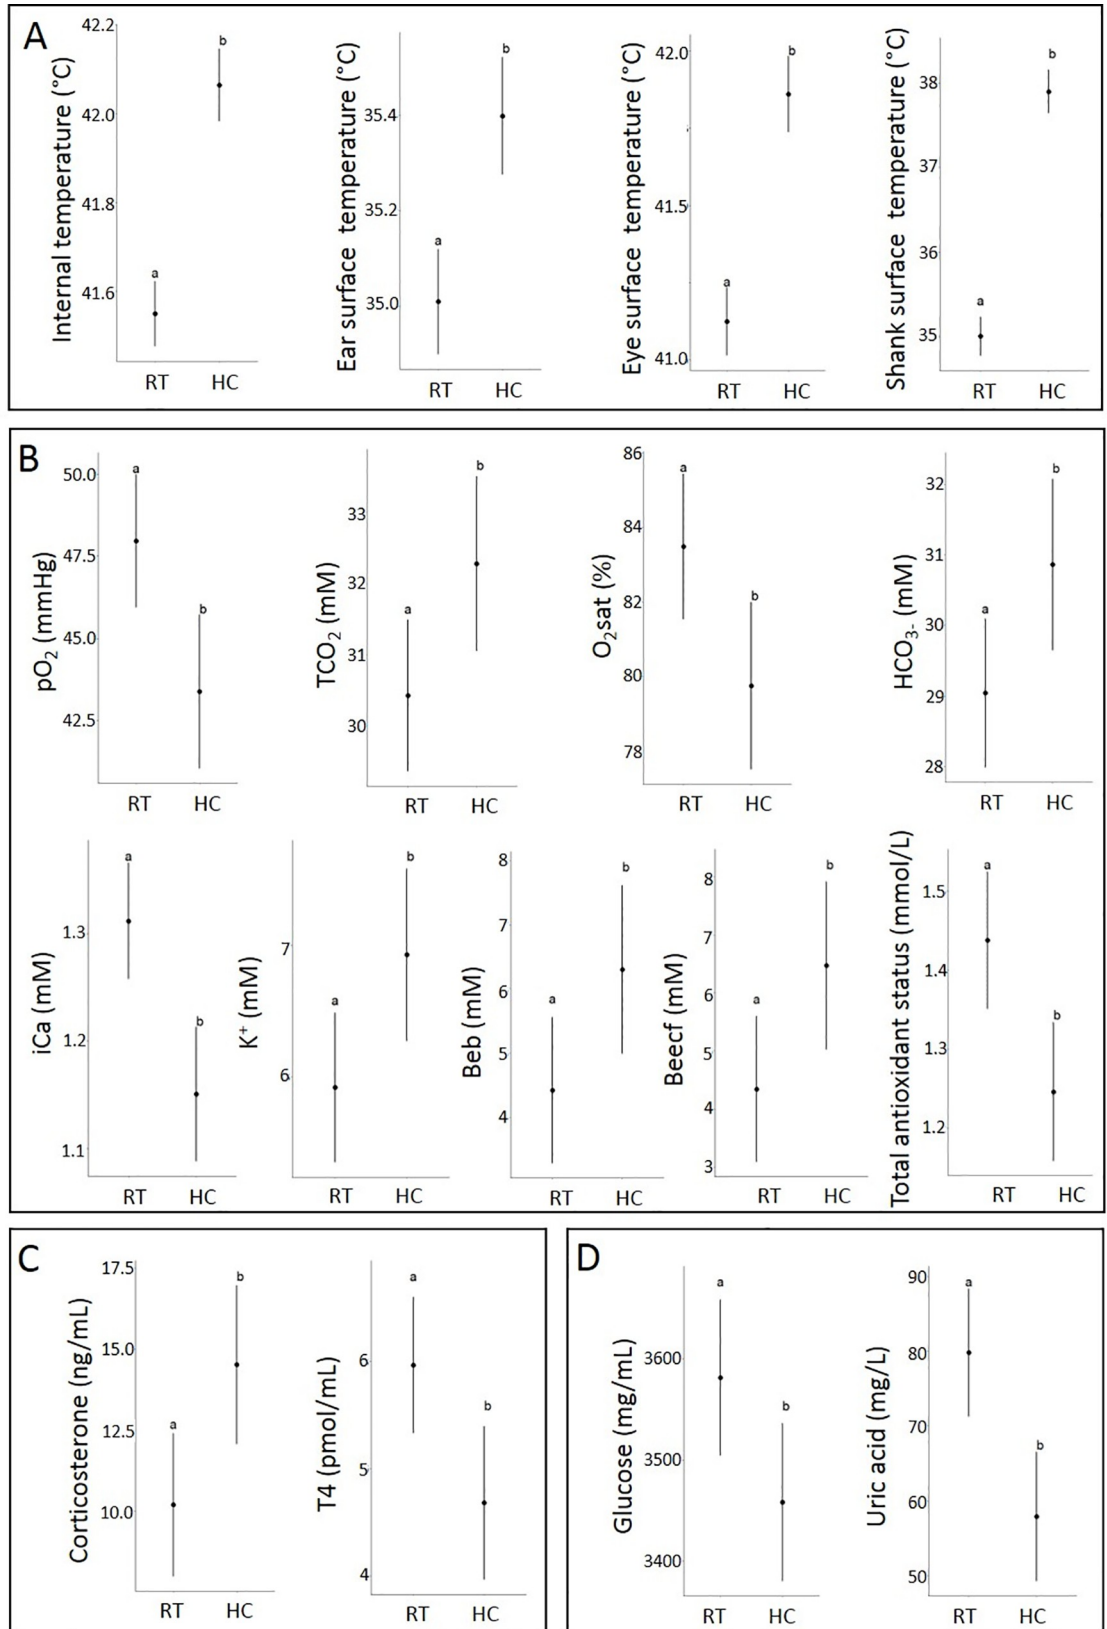 A
Internal temperature (°C)
42.2
42.0
41.8
41.6
a
b
RT HC
Ear surface temperature (°C)
35.4
35.2
35.0
a
b
RT HC
Eye surface temperature (°C)
42.0
41.5
41.0
a
b
RT HC
Shank surface temperature (°C)
38
37
36
35
a
b
RT HC
B
pO2 (mmHg)
50.0
47.5
45.0
42.5
a
b
RT HC
TCO2 (mM)
33
32
31
30
a
b
RT HC
O2sat (%)
86
84
82
80
78
a
b
RT HC
HCO3- (mM)
32
31
30
29
28
a
b
RT HC
iCa (mM)
1.3
1.2
1.1
a
b
RT HC
K+ (mM)
7
6
a
b
RT HC
Beb (mM)
8
7
6
5
4
a
b
RT HC
Beecf (mM)
8
7
6
5
4
3
a
b
RT HC
Total antioxidant status (mmol/L)
1.5
1.4
1.3
1.2
a
b
RT HC
C
Corticosterone (ng/mL)
17.5
15.0
12.5
10.0
a
b
RT HC
T4 (pmol/mL)
6
5
4
a
b
RT HC
D
Glucose (mg/mL)
3600
3500
3400
a
b
RT HC
Uric acid (mg/L)
90
80
70
60
50
a
b
RT HC